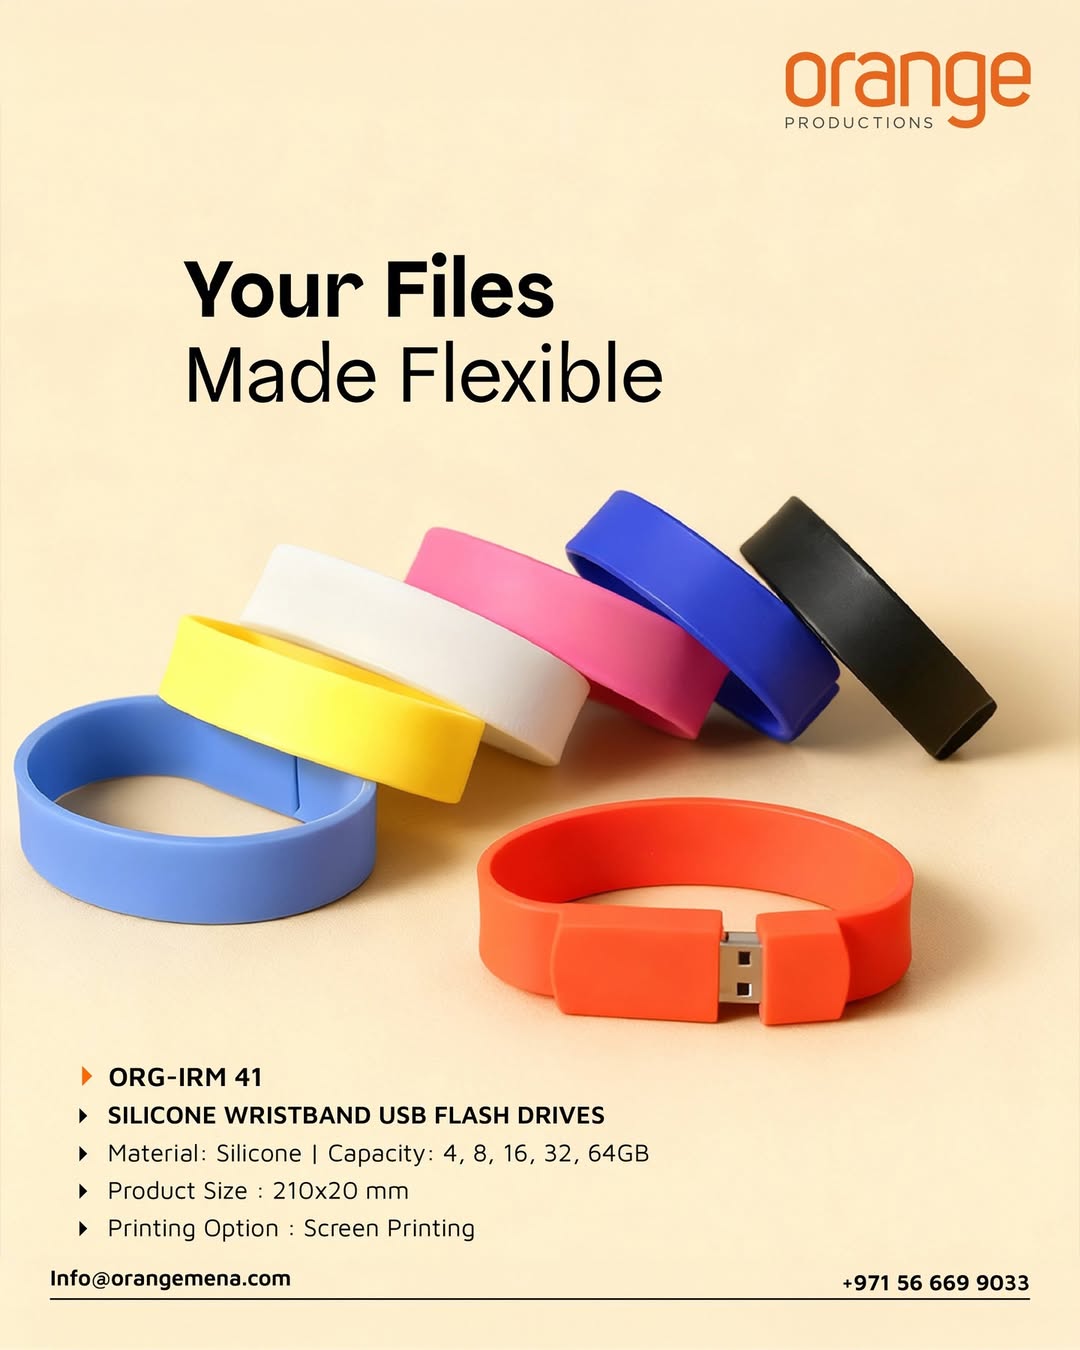 orange
PRODUCTIONS
Your Files
Made Flexible
ORG-IRM 41
SILICONE WRISTBAND USB FLASH DRIVES
Material: Silicone | Capacity: 4, 8, 16, 32, 64GB
Product Size : 210x20 mm
Printing Option : Screen Printing
Info@orangemena.com
+971 56 669 9033